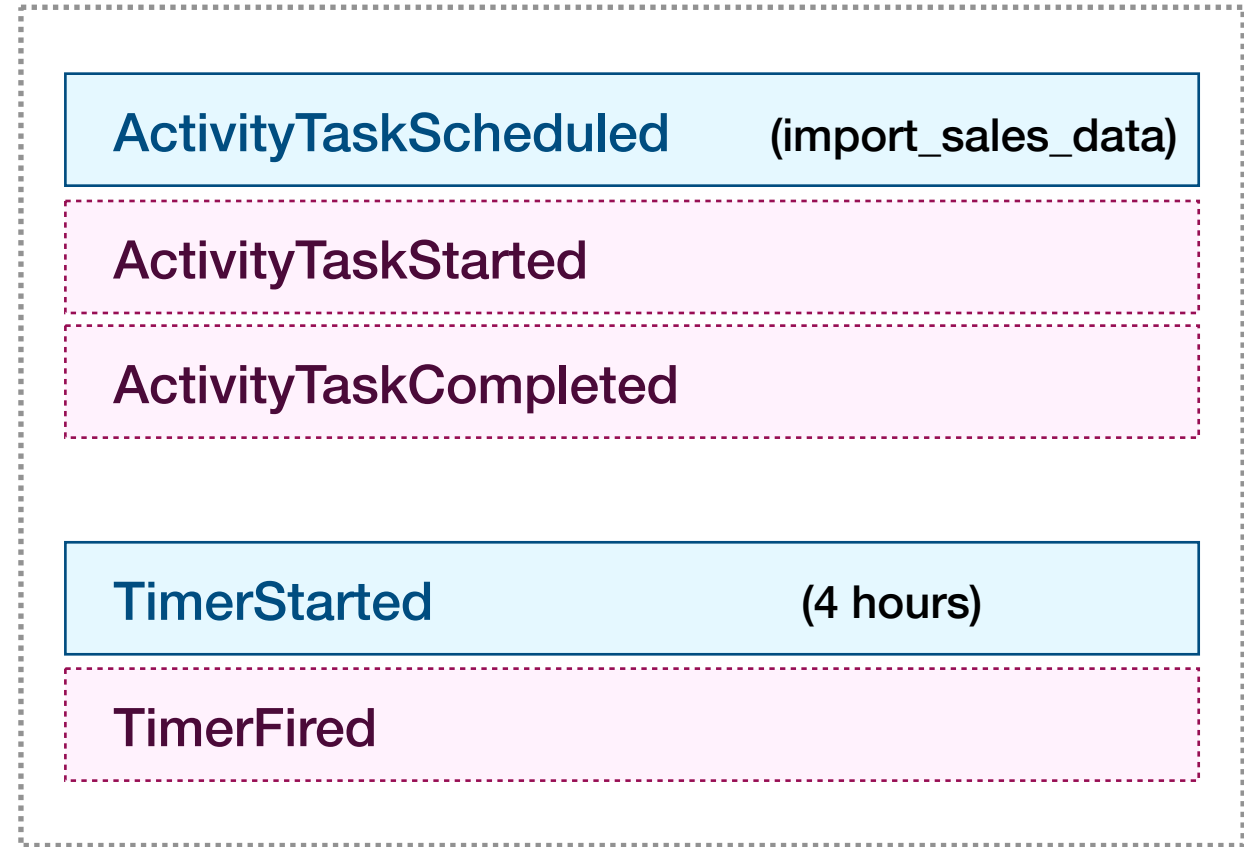 ActivityTaskScheduled (import_sales_data)
ActivityTaskStarted
ActivityTaskCompleted
TimerStarted (4 hours)
TimerFired